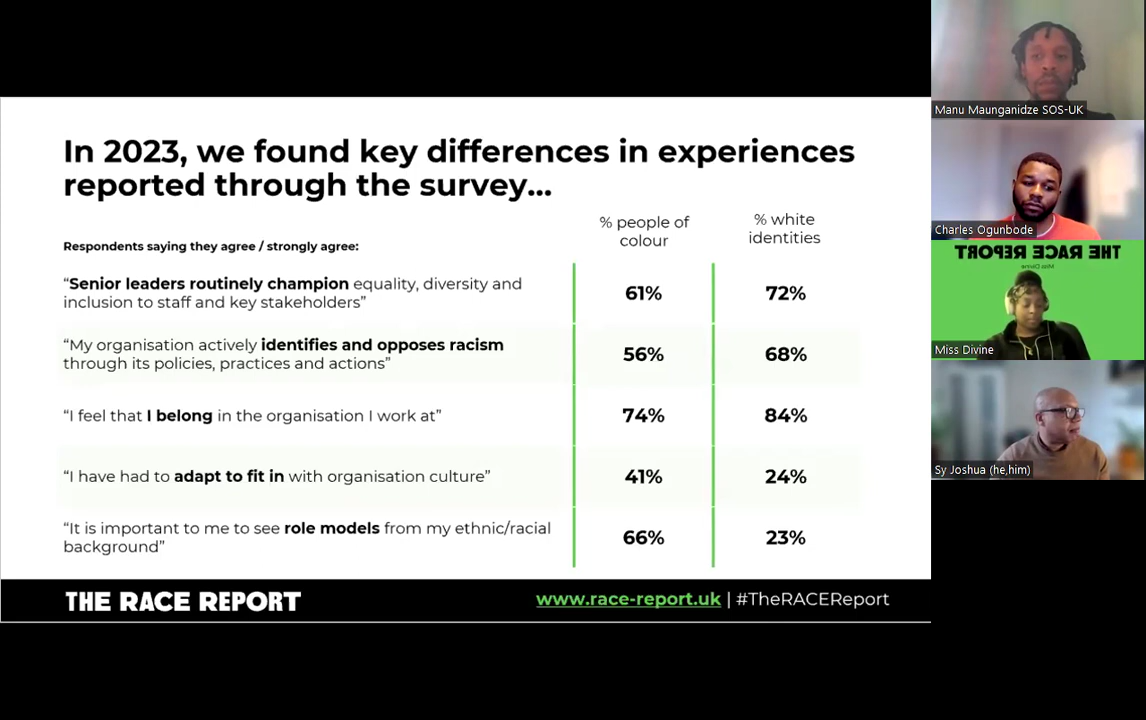 In 2023, we found key differences in experiences
reported through the survey...
% people of
colour
% white
identities
Respondents saying they agree / strongly agree:
“Senior leaders routinely champion equality, diversity and
inclusion to staff and key stakeholders”
61%
72%
“My organisation actively identifies and opposes racism
through its policies, practices and actions”
56%
68%
“I feel that I belong in the organisation I work at”
74%
84%
“I have had to adapt to fit in with organisation culture”
41%
24%
“It is important to me to see role models from my ethnic/racial
background”
66%
23%
THE RACE REPORT
www.race-report.uk | #TheRACEReport
Manu Maunganidze SOS-UK
Charles Ogunbode
THE RACE REPORT
Miss Divine
Miss Divine
Sy Joshua (he,him)